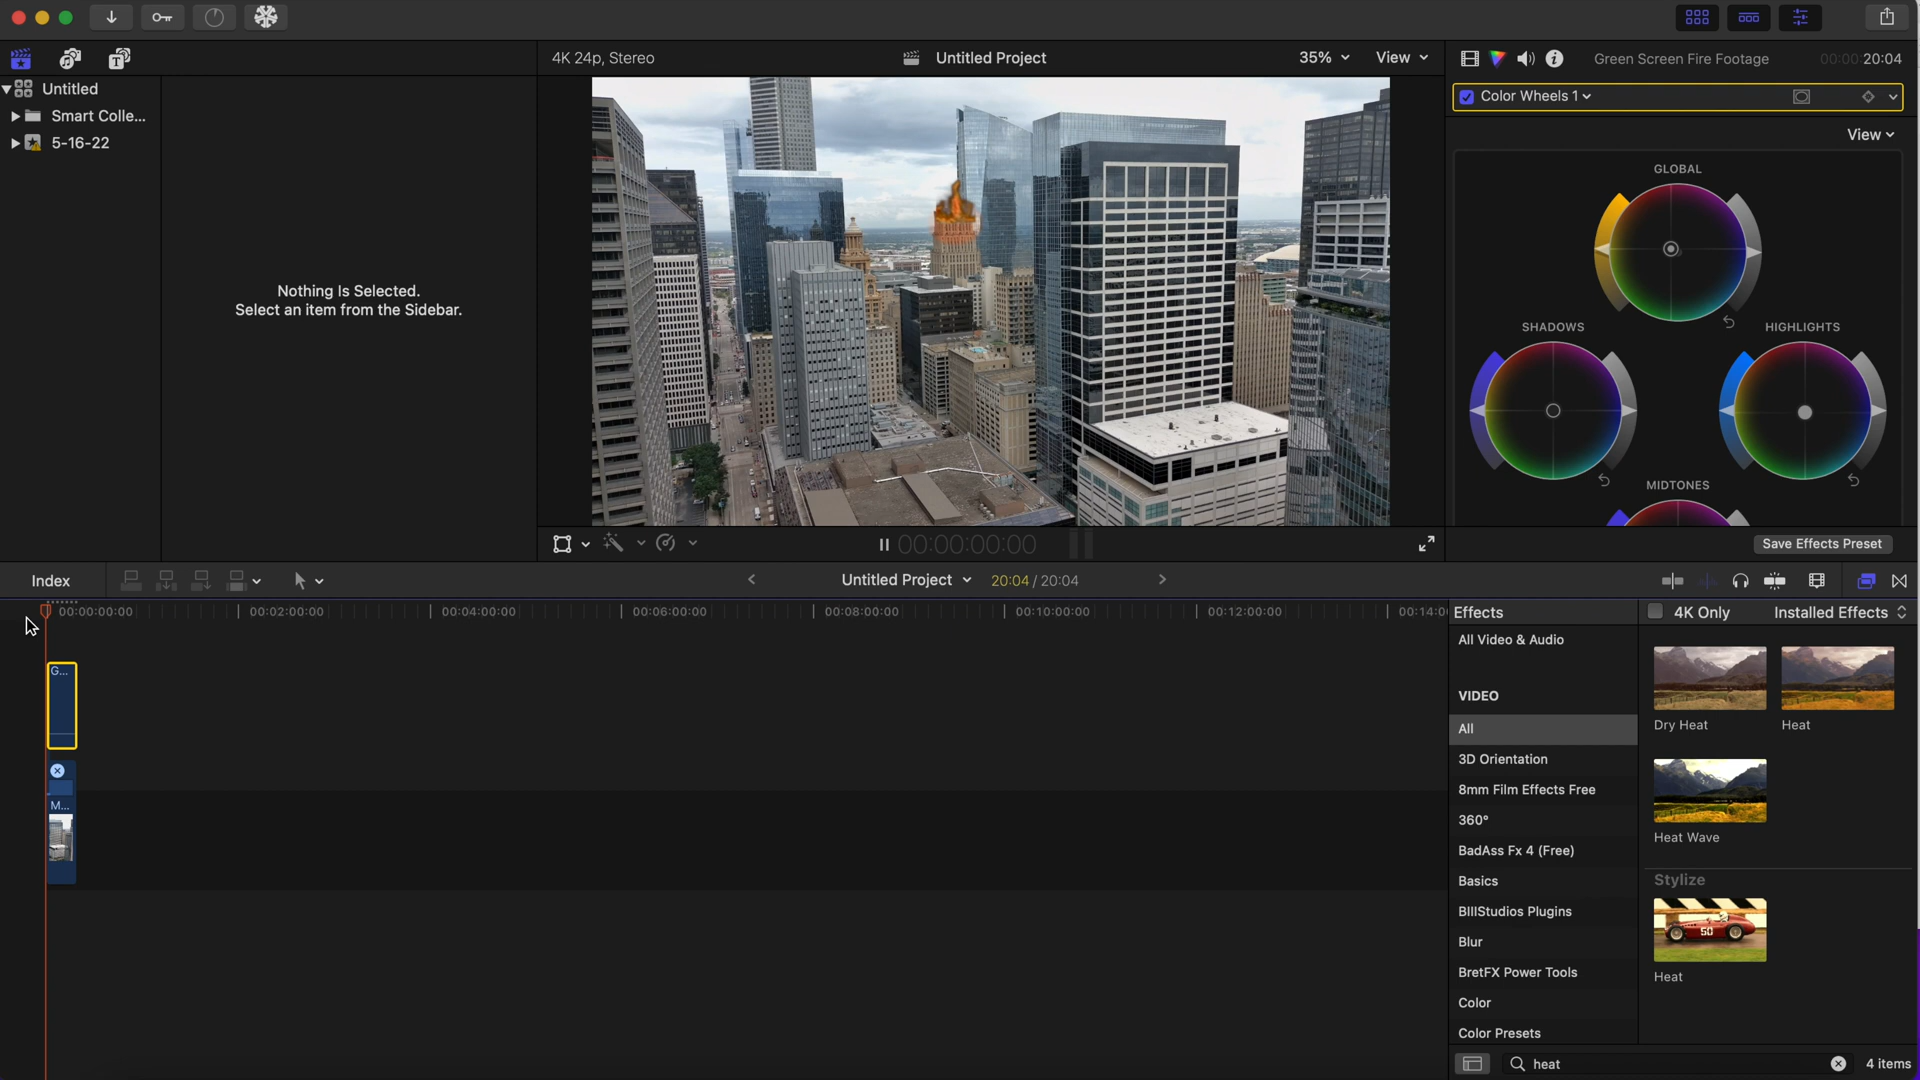 4K 24p, Stereo
Untitled Project
35%
View
Green Screen Fire Footage
00:00:20:04
Untitled
Smart Colle...
5-16-22
Nothing Is Selected.
Select an item from the Sidebar.
Color Wheels 1
View
GLOBAL
SHADOWS
HIGHLIGHTS
MIDTONES
00:00:00:00
Save Effects Preset
Index
Untitled Project
20:04 / 20:04
00:00:00:00
00:02:00:00
00:04:00:00
00:06:00:00
00:08:00:00
00:10:00:00
00:12:00:00
00:14:0
G...
M...
Effects
4K Only
Installed Effects
All Video & Audio
VIDEO
All
3D Orientation
8mm Film Effects Free
360°
BadAss Fx 4 (Free)
Basics
BIllStudios Plugins
Blur
BretFX Power Tools
Color
Color Presets
Dry Heat
Heat
Heat Wave
Stylize
50
Heat
heat
4 items